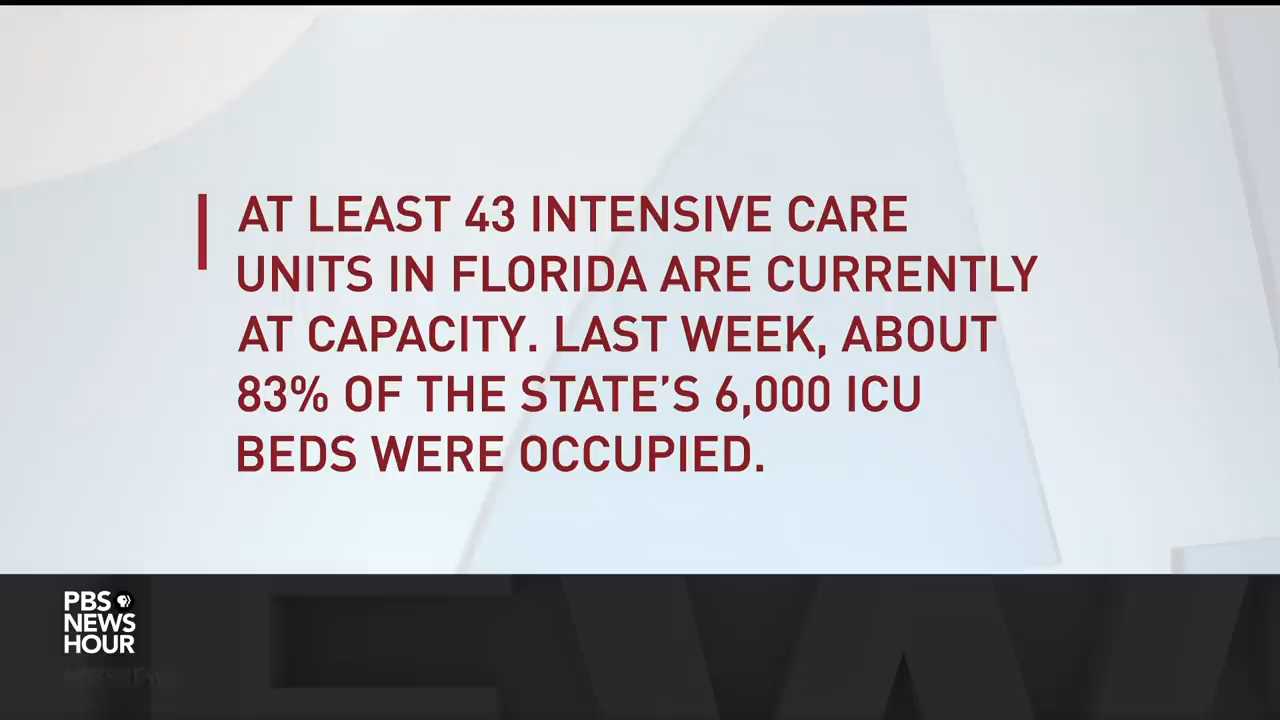 AT LEAST 43 INTENSIVE CARE
UNITS IN FLORIDA ARE CURRENTLY
AT CAPACITY. LAST WEEK, ABOUT
83% OF THE STATE'S 6,000 ICU
BEDS WERE OCCUPIED.
PBS
NEWS
HOUR